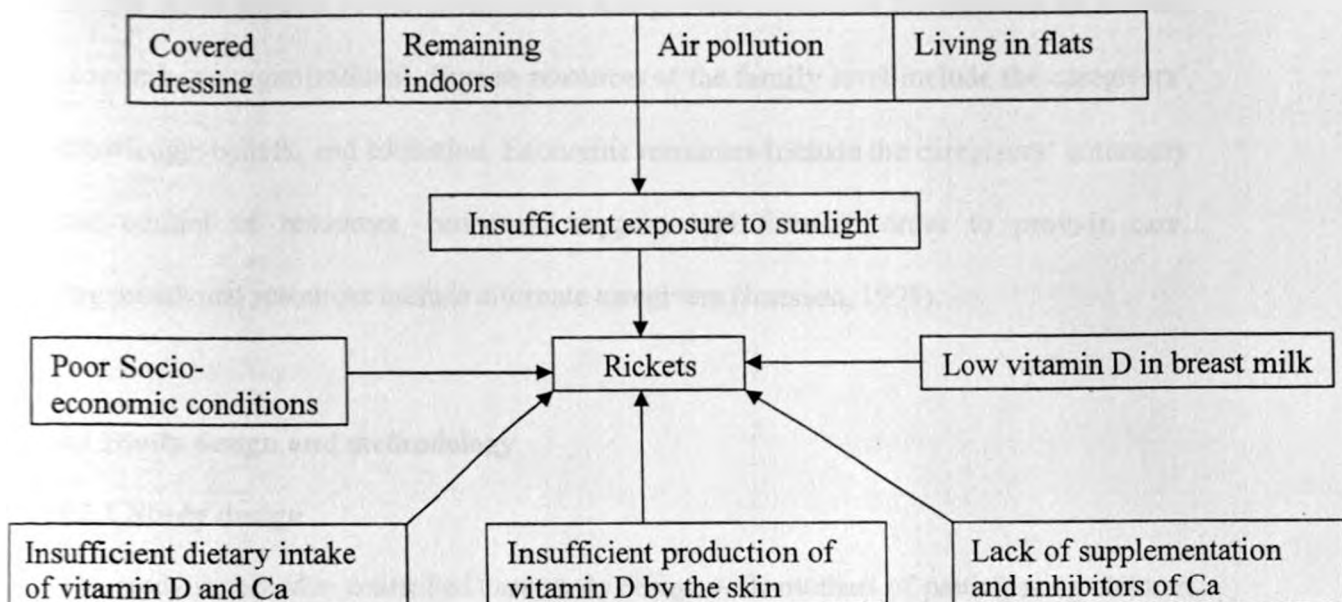 Covered
dressing
Remaining
indoors
Air pollution
Living in flats
Insufficient exposure to sunlight
Poor Socio-
economic conditions
Rickets
Low vitamin D in breast milk
Insufficient dietary intake
of vitamin D and Ca
Insufficient production of
vitamin D by the skin
Lack of supplementation
and inhibitors of Ca